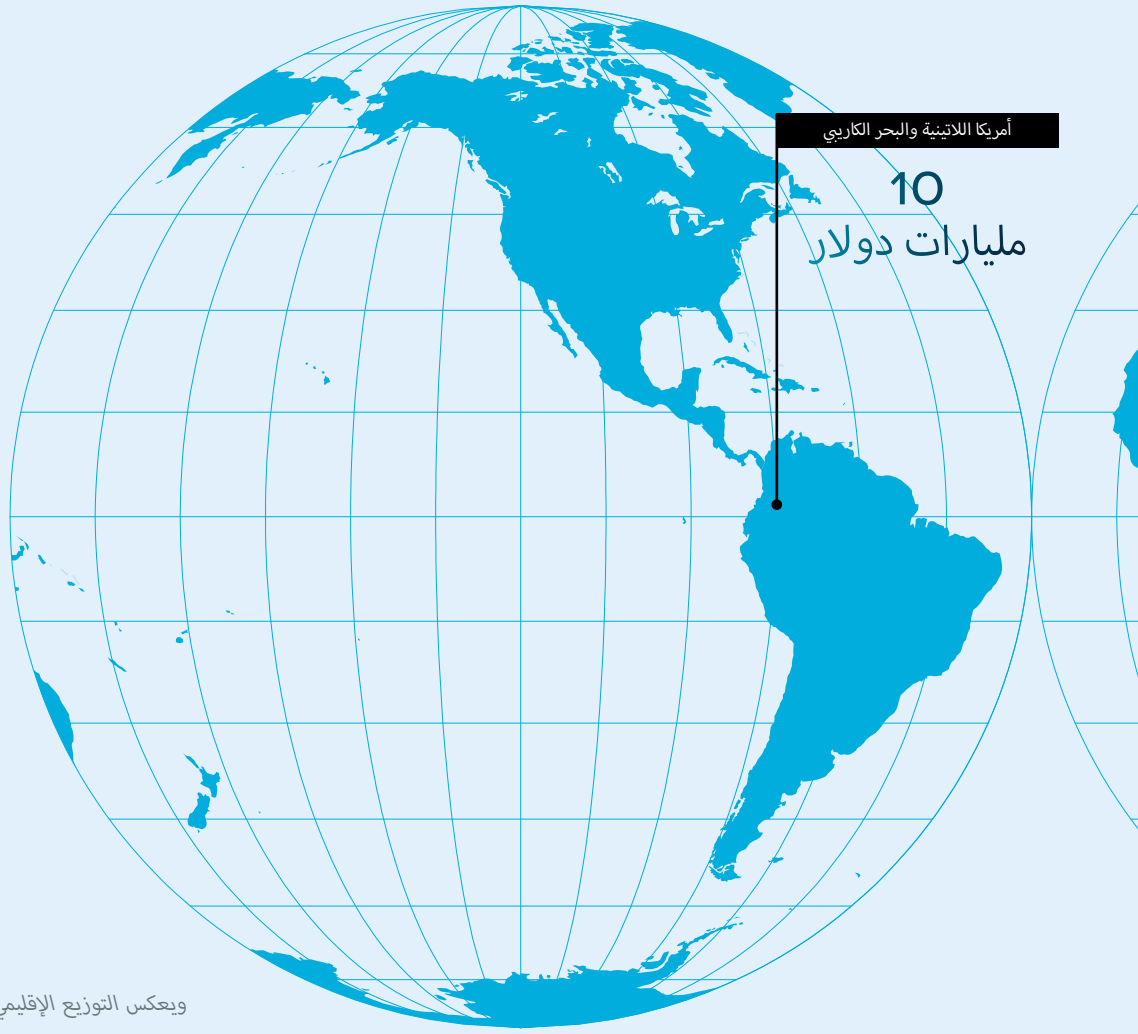 أمريكا اللاتينية والبحر الكاريبي
10
مليارات دولار
ويعكس التوزيع الإقليمي